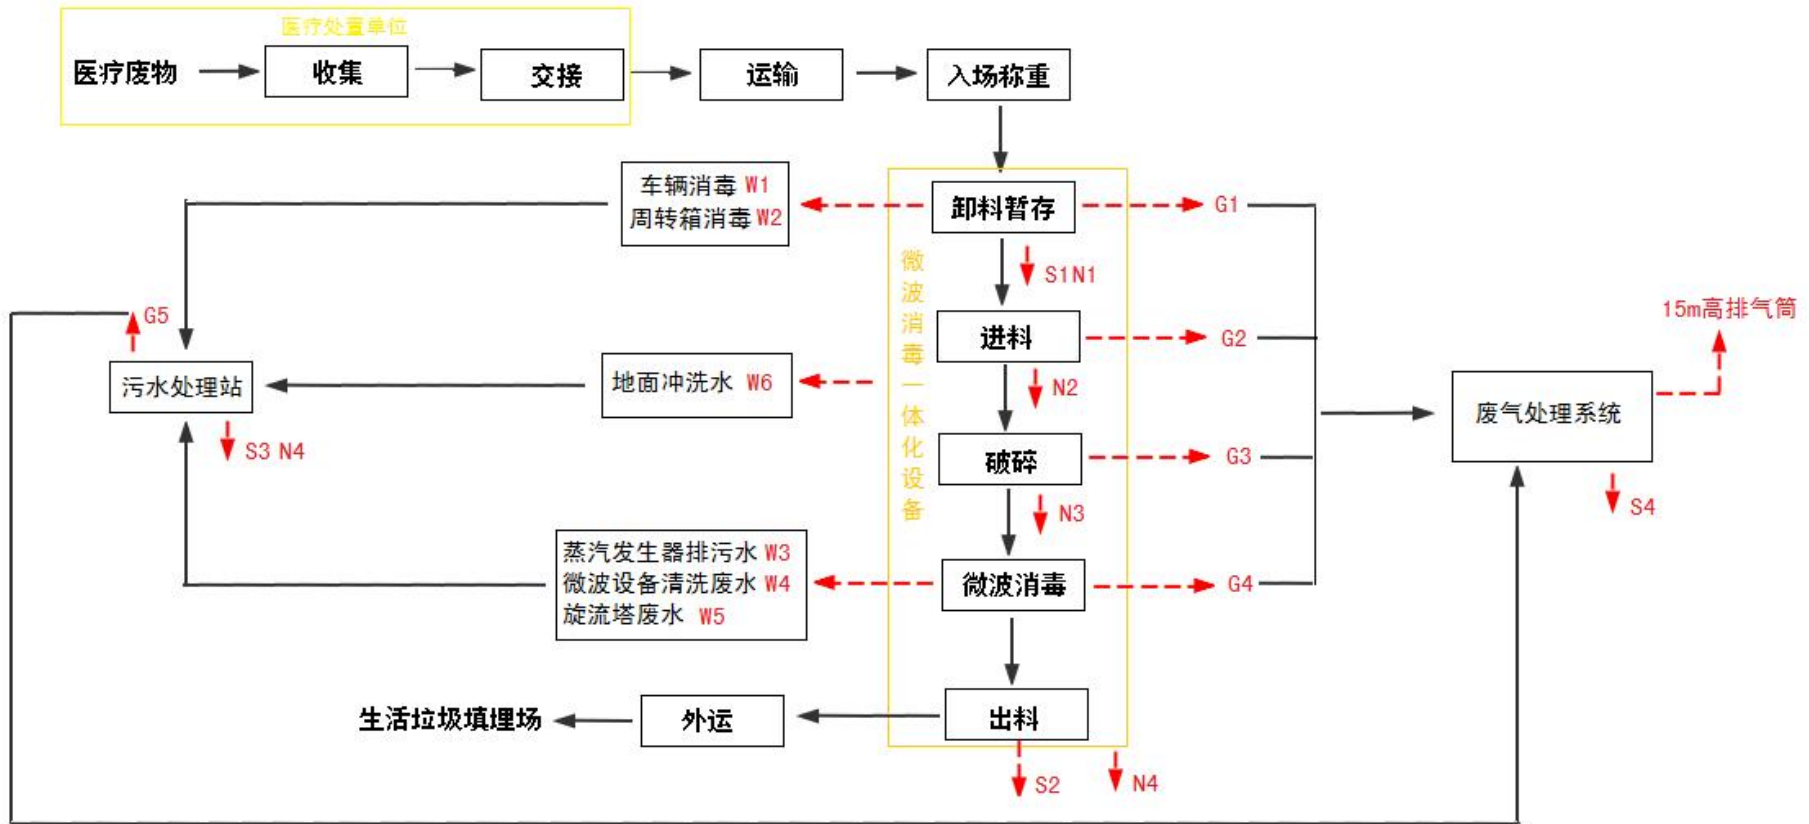 医疗处置单位
医疗废物
收集
交接
运输
入场称重
车辆消毒 W1
周转箱消毒 W2
卸料暂存
G1
S1N1
微波消毒一体化设备
G5
进料
G2
15m高排气筒
污水处理站
地面冲洗水 W6
N2
废气处理系统
S3 N4
破碎
G3
N3
S4
蒸汽发生器排污水 W3
微波设备清洗废水 W4
旋流塔废水 W5
微波消毒
G4
生活垃圾填埋场
外运
出料
S2
N4